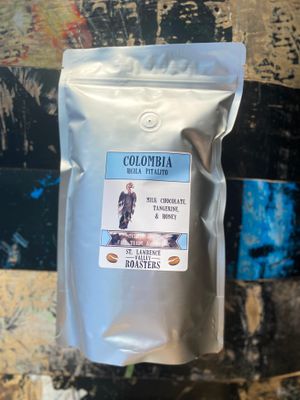 COLOMBIA
HUILA PITALITO
MILK CHOCOLATE,
TANGERINE,
& HONEY
ST. LAWRENCE
VALLEY
ROASTERS